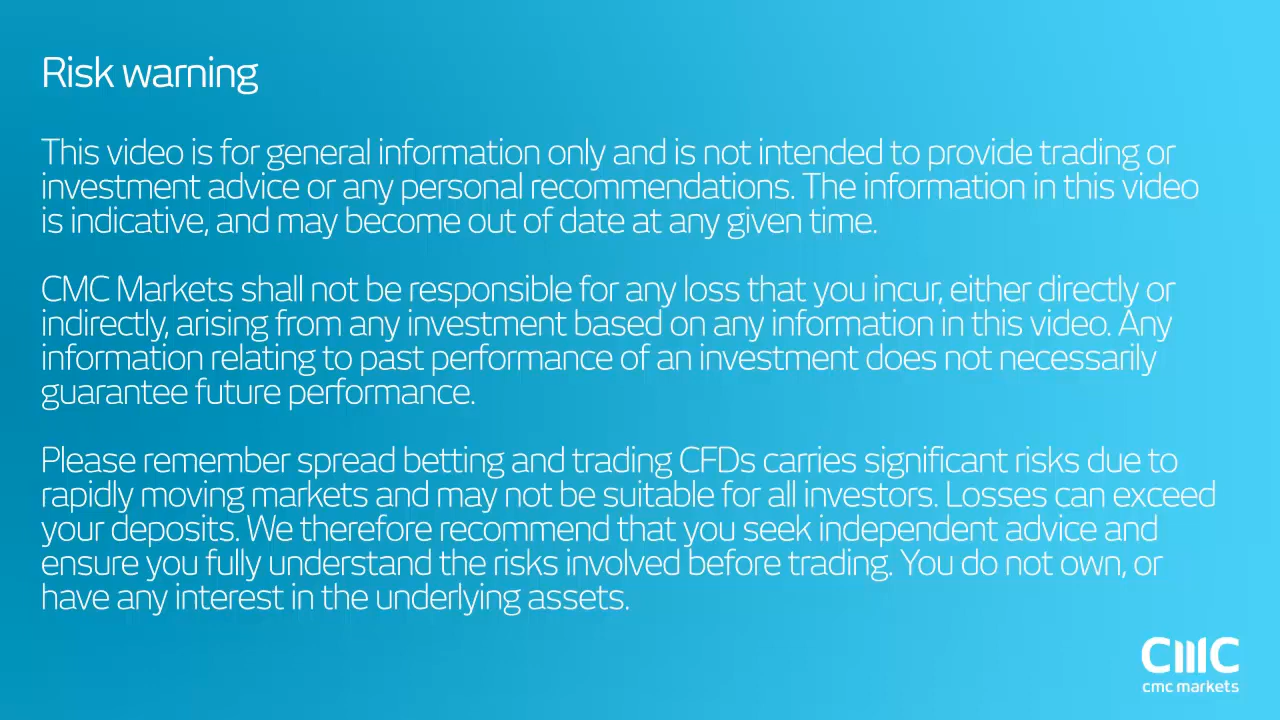 Risk warning
This video is for general information only and is not intended to provide trading or
investment advice or any personal recommendations. The information in this video
is indicative, and may become out of date at any given time.
CMC Markets shall not be responsible for any loss that you incur, either directly or
indirectly, arising from any investment based on any information in this video. Any
information relating to past performance of an investment does not necessarily
guarantee future performance.
Please remember spread betting and trading CFDs carries significant risks due to
rapidly moving markets and may not be suitable for all investors. Losses can exceed
your deposits. We therefore recommend that you seek independent advice and
ensure you fully understand the risks involved before trading. You do not own, or
have any interest in the underlying assets.
CMC
cmc markets